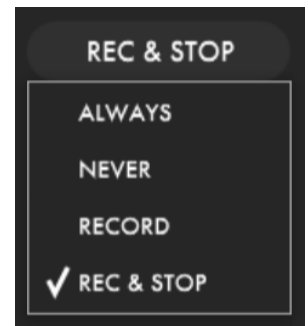 REC & STOP
ALWAYS
NEVER
RECORD
REC & STOP